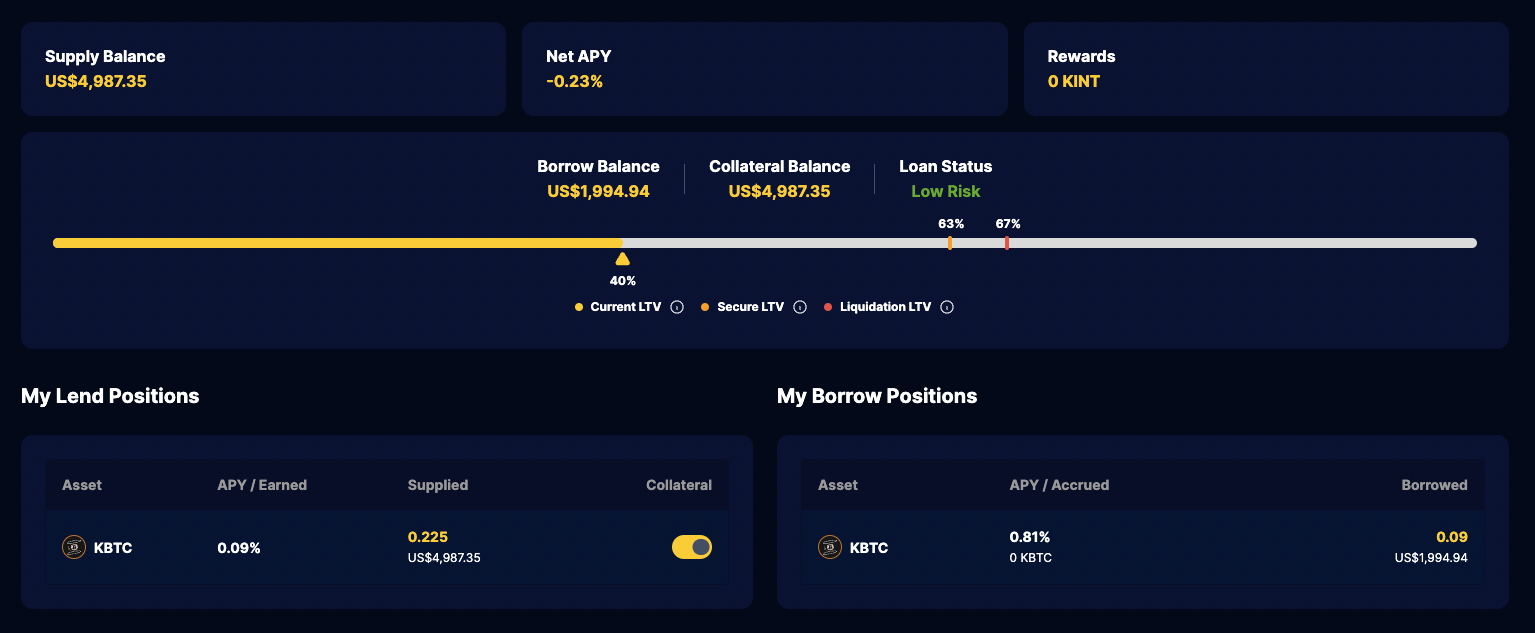 Supply Balance
US$4,987.35
Net APY
-0.23%
Rewards
0 KINT
Borrow Balance
US$1,994.94
Collateral Balance
US$4,987.35
Loan Status
Low Risk
63%
67%
40%
Current LTV
Secure LTV
Liquidation LTV
My Lend Positions
Asset
APY / Earned
Supplied
Collateral
KBTC
0.09%
0.225
US$4,987.35
My Borrow Positions
Asset
APY / Accrued
Borrowed
KBTC
0.81%
0 KBTC
0.09
US$1,994.94